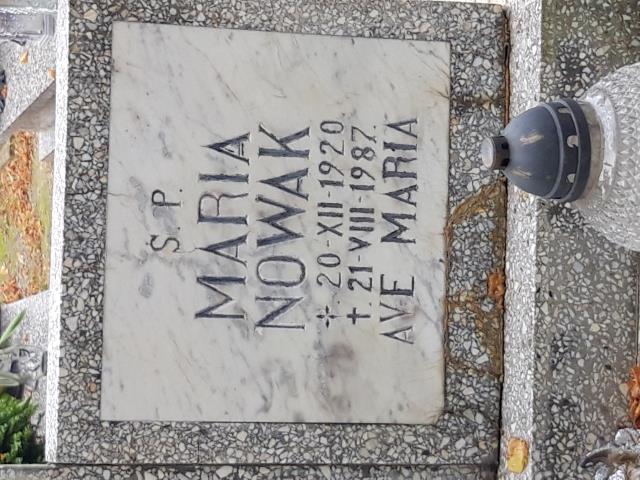 S. P.
MARIA
NOWAK
+. 20-XII-1920
+. 21-VIII-1987.
AVE MARIA